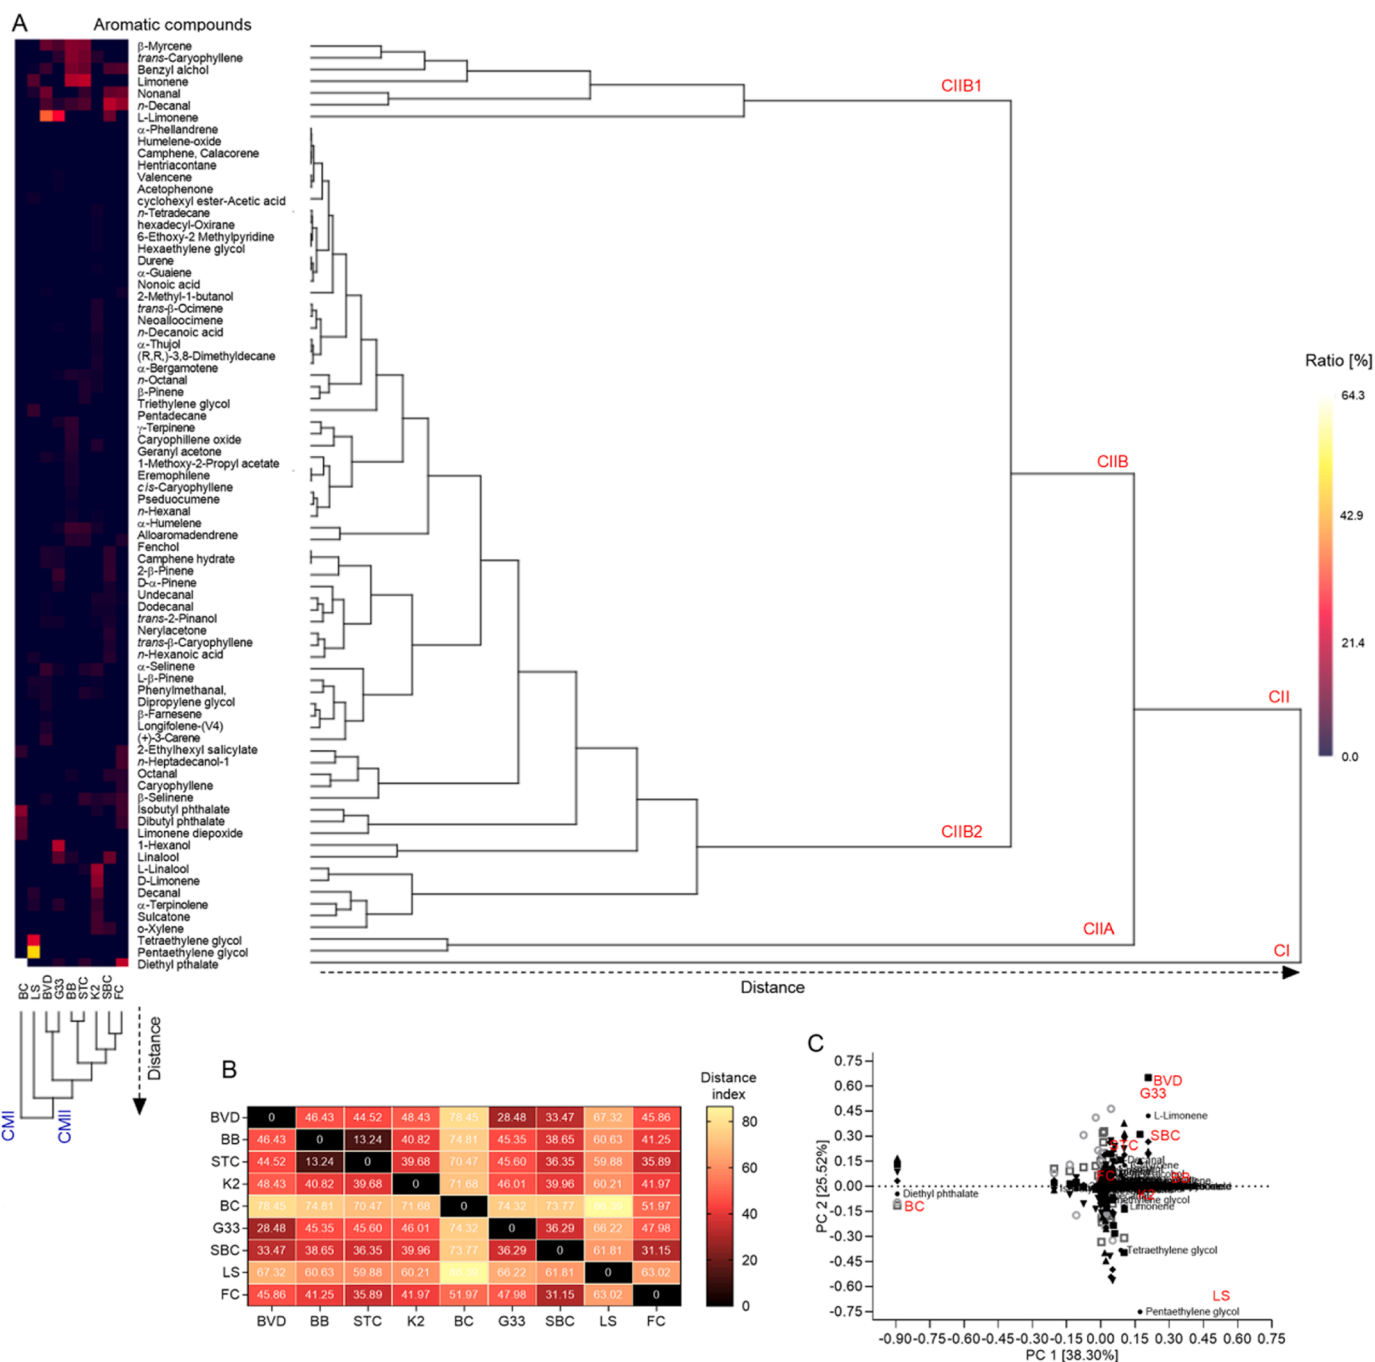 A
Aromatic compounds
β-Myrcene
trans-Caryophyllene
Benzyl alchol
Limonene
Nonanal
n-Decanal
L-Limonene
α-Phellandrene
Humelene-oxide
Camphene, Calacorene
Hentriacontane
Valencene
Acetophenone
cyclohexyl ester-Acetic acid
n-Tetradecane
hexadecyl-Oxirane
6-Ethoxy-2 Methylpyridine
Hexaethylene glycol
Durene
α-Guaiene
Nonoic acid
2-Methyl-1-butanol
trans-β-Ocimene
Neoalloocimene
n-Decanoic acid
α-Thujol
(R,R,)-3,8-Dimethyldecane
α-Bergamotene
n-Octanal
β-Pinene
Triethylene glycol
Pentadecane
γ-Terpinene
Caryophillene oxide
Geranyl acetone
1-Methoxy-2-Propyl acetate
Eremophilene
cis-Caryophyllene
Pseduocumene
n-Hexanal
α-Humelene
Alloaromadendrene
Fenchol
Camphene hydrate
2-β-Pinene
D-α-Pinene
Undecanal
Dodecanal
trans-2-Pinanol
Nerylacetone
trans-β-Caryophyllene
n-Hexanoic acid
α-Selinene
L-β-Pinene
Phenylmethanal,
Dipropylene glycol
β-Farnesene
Longifolene-(V4)
(+)-3-Carene
2-Ethylhexyl salicylate
n-Heptadecanol-1
Octanal
Caryophyllene
β-Selinene
Isobutyl phthalate
Dibutyl phthalate
Limonene diepoxide
1-Hexanol
Linalool
L-Linalool
D-Limonene
Decanal
α-Terpinolene
Sulcatone
o-Xylene
Tetraethylene glycol
Pentaethylene glycol
Diethyl pthalate
CIIB1
CIIB
CII
CIIB2
CIIA
CI
Distance
Ratio [%]
64.3
42.9
21.4
0.0
BC LS BVD G33 BB STC K2 SBC FC
Distance
CMI
CMII
B
Distance
index
BVD 0 46.43 44.52 48.43 78.45 28.48 33.47 67.32 45.86
BB 46.43 0 13.24 40.82 74.81 45.35 38.65 60.63 41.25
STC 44.52 13.24 0 39.68 70.47 45.60 36.35 59.88 35.89
K2 48.43 40.82 39.68 0 71.68 46.01 39.96 60.21 41.97
BC 78.45 74.81 70.47 71.68 0 74.32 73.77 51.97
G33 28.48 45.35 45.60 46.01 74.32 0 36.29 66.22 47.98
SBC 33.47 38.65 36.35 39.96 73.77 36.29 0 61.81 31.15
LS 67.32 60.63 59.88 60.21 66.22 61.81 0 63.02
FC 45.86 41.25 35.89 41.97 51.97 47.98 31.15 63.02 0
BVD BB STC K2 BC G33 SBC LS FC
80
60
40
20
0
C
PC 2 [25.52%]
0.75
0.60
0.45
0.30
0.15
0.00
-0.15
-0.30
-0.45
-0.60
-0.75
BVD
G33
L-Limonene
SBC
STC
Decanal
FC
BB
K2
Diethyl phthalate
BC
Limonene
Tetraethylene glycol
LS
Pentaethylene glycol
-0.90 -0.75 -0.60 -0.45 -0.30 -0.15 0.00 0.15 0.30 0.45 0.60 0.75
PC 1 [38.30%]